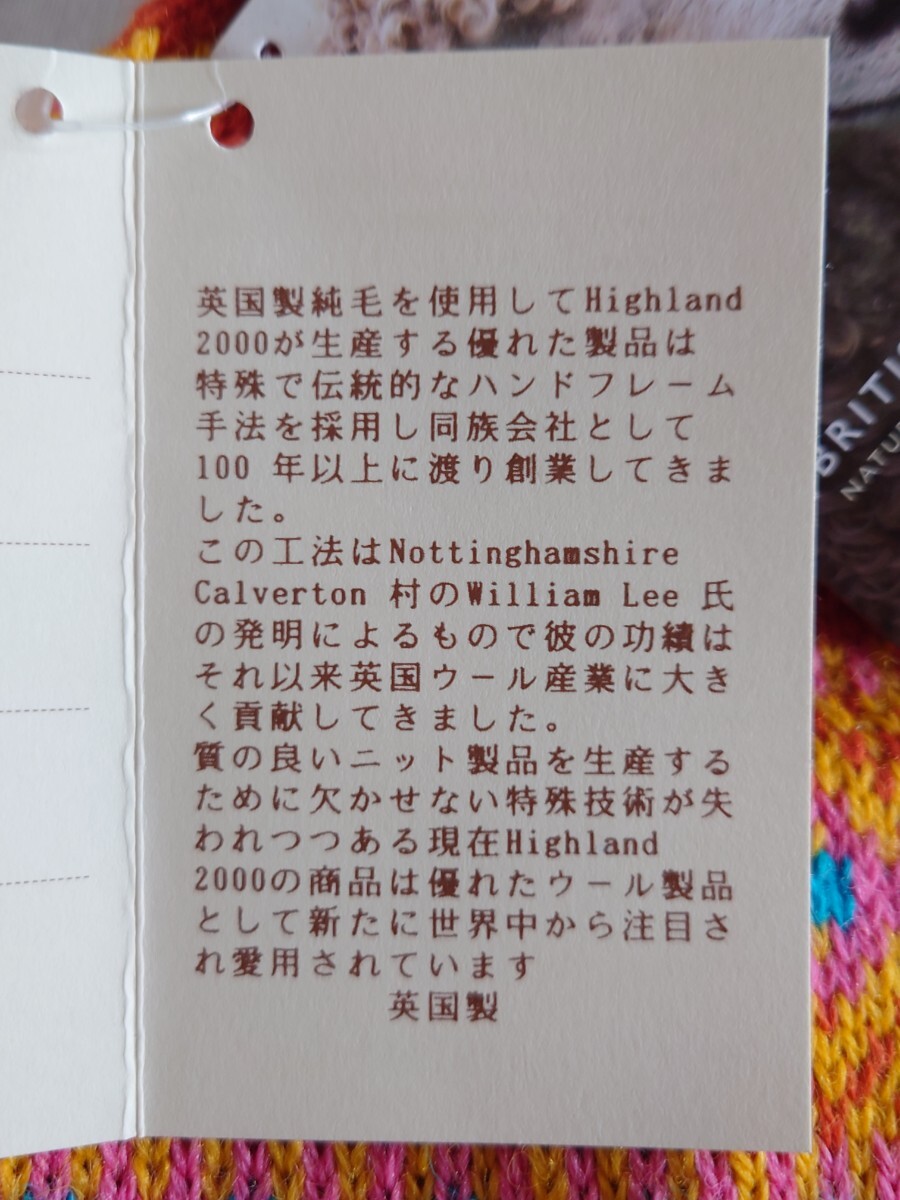 英国製純毛を使用してHighland
2000が生産する優れた製品は
特殊で伝統的なハンドフレーム
手法を採用し同族会社として
100 年以上に渡り創業してきま
した。
この工法はNottinghamshire
Calverton 村のWilliam Lee 氏
の発明によるもので彼の功績は
それ以来英国ウール産業に大き
く貢献してきました。
質の良いニット製品を生産する
ために欠かせない特殊技術が失
われつつある現在Highland
2000の商品は優れたウール製品
として新たに世界中から注目さ
れ愛用されています
英国製